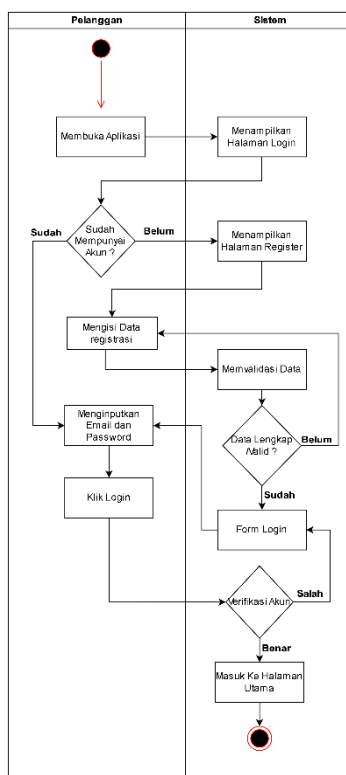 Pelanggan
Sistem
Membuka Aplikasi
Menampilkan
Halaman Login
Sudah
Sudah
Mempunyai
Akun ?
Belum
Menampilkan
Halaman Register
Mengisi Data
registrasi
Memvalidasi Data
Menginputkan
Email dan
Password
Data Lengkap
/Valid ?
Belum
Sudah
Klik Login
Form Login
Verifikasi Akun
Salah
Benar
Masuk Ke Halaman
Utama